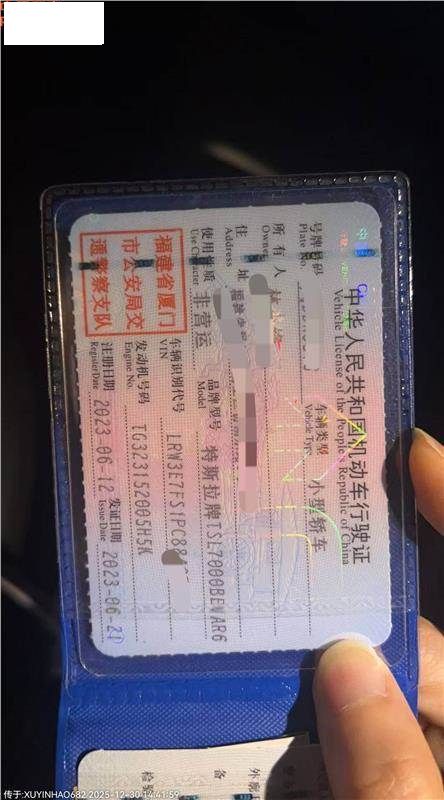 中华人民共和国机动车行驶证
Vehicle License of the People's Republic of China
号牌号码
Plate No.
车辆类型
Vehicle Type
小型轿车
所有人
Owner
住址
Address
使用性质
Use Character
非营运
品牌型号
Model
特斯拉牌TSL7000BEVAR6
福建省厦门
市公安局交
通警察支队
车辆识别代号
VIN
LRW3E7FS1PC88
发动机号码
Engine No.
TG323152005H5K
注册日期
Register Date
2023-06-12
发证日期
Issue Date
2023-06-21
备
检验
传于:XUYINHAO682 2025-12-30 14:41:59